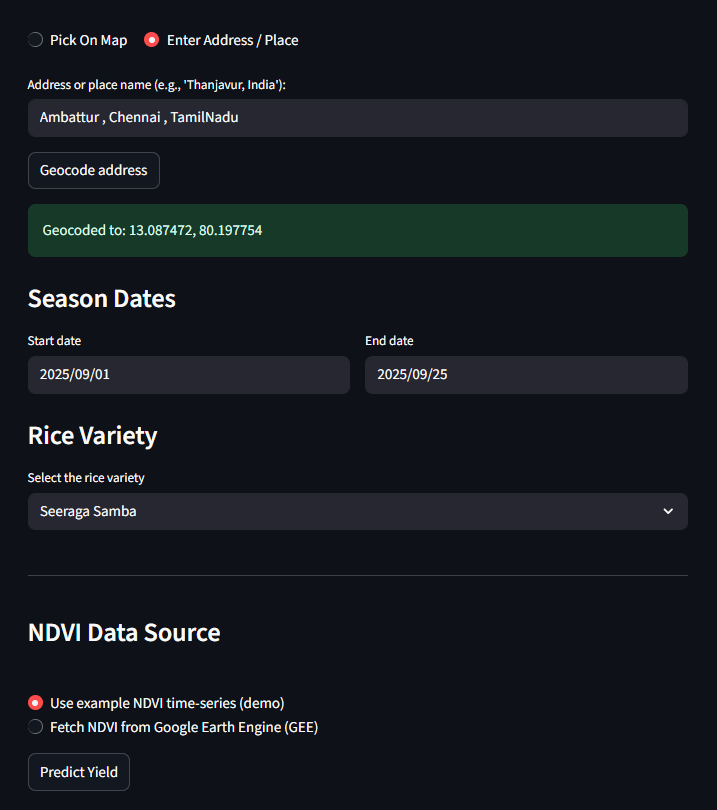 Pick On Map Enter Address / Place
Address or place name (e.g., 'Thanjavur, India'):
Ambattur , Chennai , TamilNadu
Geocode address
Geocoded to: 13.087472, 80.197754
Season Dates
Start date End date
2025/09/01 2025/09/25
Rice Variety
Select the rice variety
Seeraga Samba
NDVI Data Source
Use example NDVI time-series (demo)
Fetch NDVI from Google Earth Engine (GEE)
Predict Yield